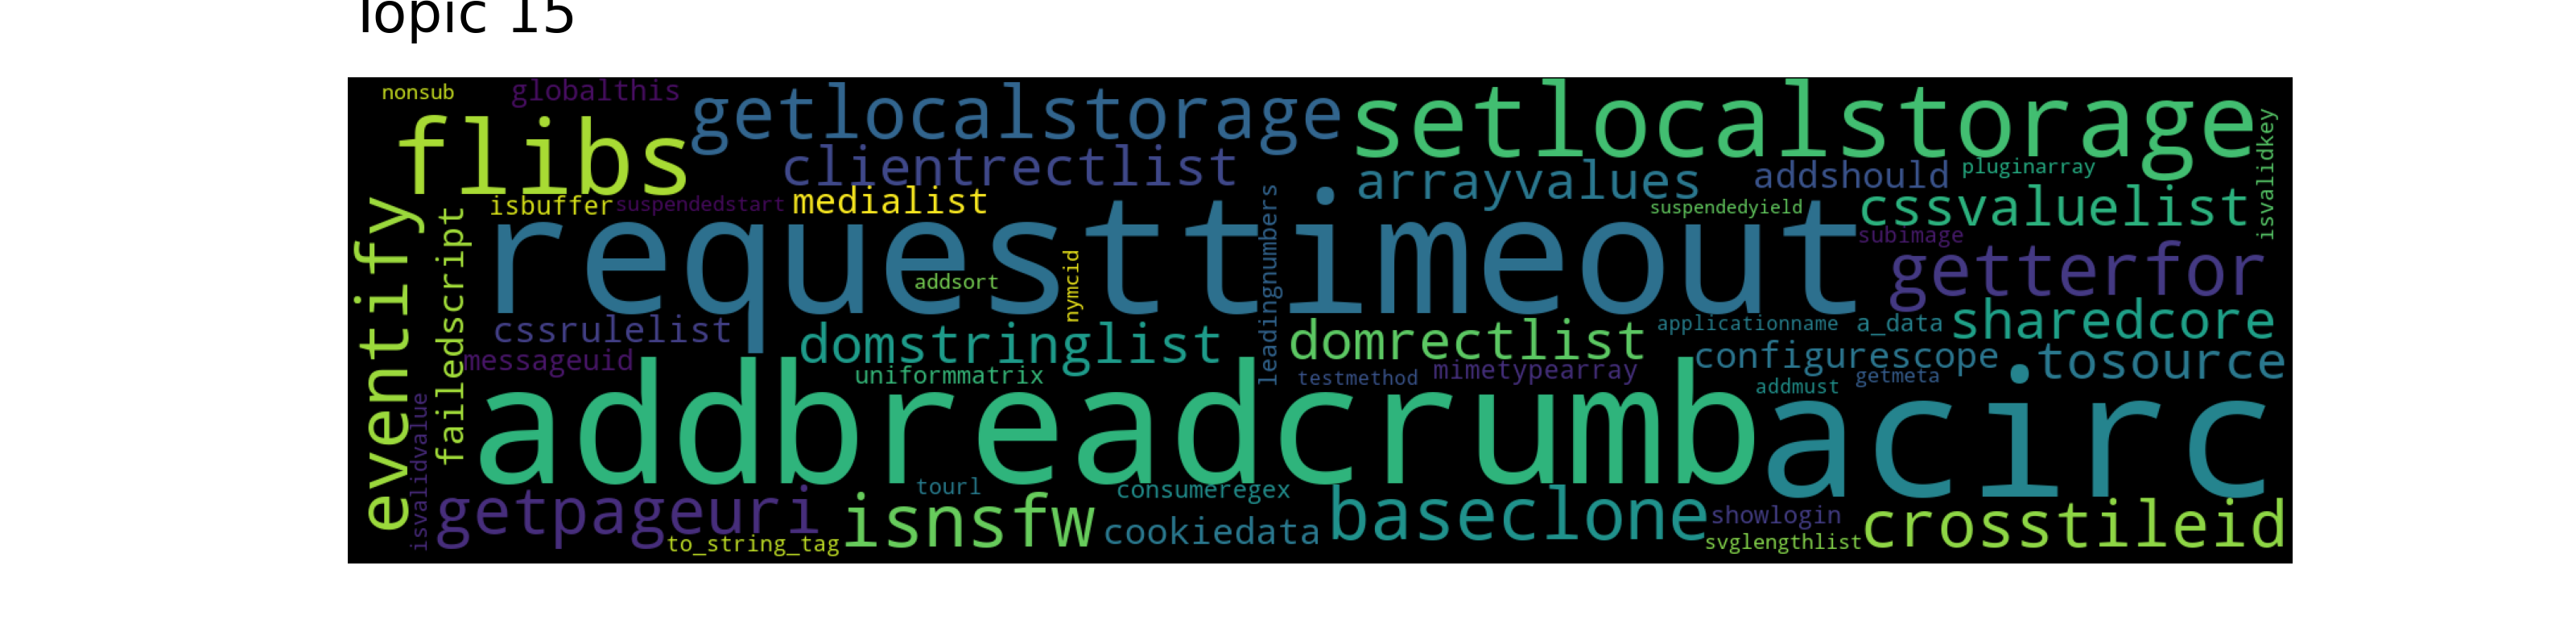 Topic 15
nonsub
globalthis
getlocalstorage
setlocalstorage
flibs
clientrectlist
arrayvalues
addshould
pluginarray
isvalidkey
isbuffer
suspendedstart
medialist
suspendedyield
cssvaluelist
eventify
failedscript
requesttimeout
subimage
getterfor
addsort
nymcid
leadingnumbers
cssrulelist
domstringlist
domrectlist
applicationname
a_data
sharedcore
messageuid
uniformmatrix
testmethod
mimetypearray
configurescope
tosource
addmust
getmeta
isvalidvalue
addbreadcrumb
acirc
getpageuri
tourl
consumeregex
to_string_tag
isnsfw
cookiedata
baseclone
showlogin
svglengthlist
crosstileid